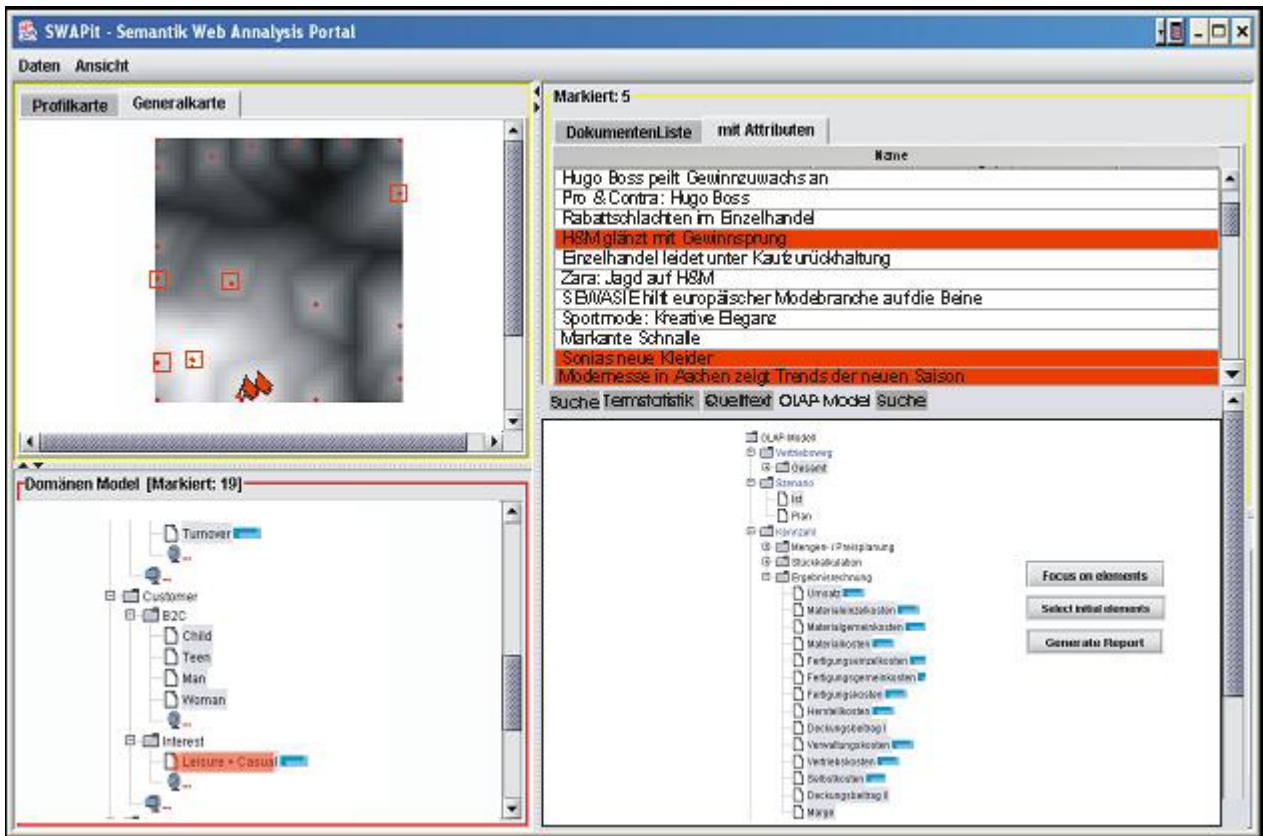 SWAPit - Semantik Web Annalysis Portal
Daten Ansicht
Profilkarte Generalkarte
Markiert: 5
DokumentenListe mit Attributen
Name
Hugo Boss peilt Gewinnzuwachs an
Pro & Contra: Hugo Boss
Rabattschlachten im Einzelhandel
H&M glänzt mit Gewinnsprung
Einzelhandel leidet unter Kaufzurückhaltung
Zara: Jagd auf H&M
SEWASIE hilft europäischer Modebranche auf die Beine
Sportmode: Kreative Eleganz
Markante Schnalle
Sonias neue Kleider
Modemesse in Aachen zeigt Trends der neuen Saison
Suche Termstatistik Quelltext OLAP Model Suche
Domänen Model [Markiert: 19]
Turnover
...
...
Customer
B2C
Child
Teen
Man
Woman
...
Interest
Leisure + Casual
...
...
OLAP Modell
Vertriebsweg
Gesamt
Szenario
Ist
Plan
Kennzahl
Mengen- / Preisplanung
Stückkalkulation
Ergebnisrechnung
Umsatz
Materialeinzelkosten
Materialgemeinkosten
Materialkosten
Fertigungseinzelkosten
Fertigungsgemeinkosten
Fertigungskosten
Herstellkosten
Deckungsbeitrag I
Verwaltungskosten
Vertriebskosten
Selbstkosten
Deckungsbeitrag II
Marge
Focus on elements
Select initial elements
Generate Report